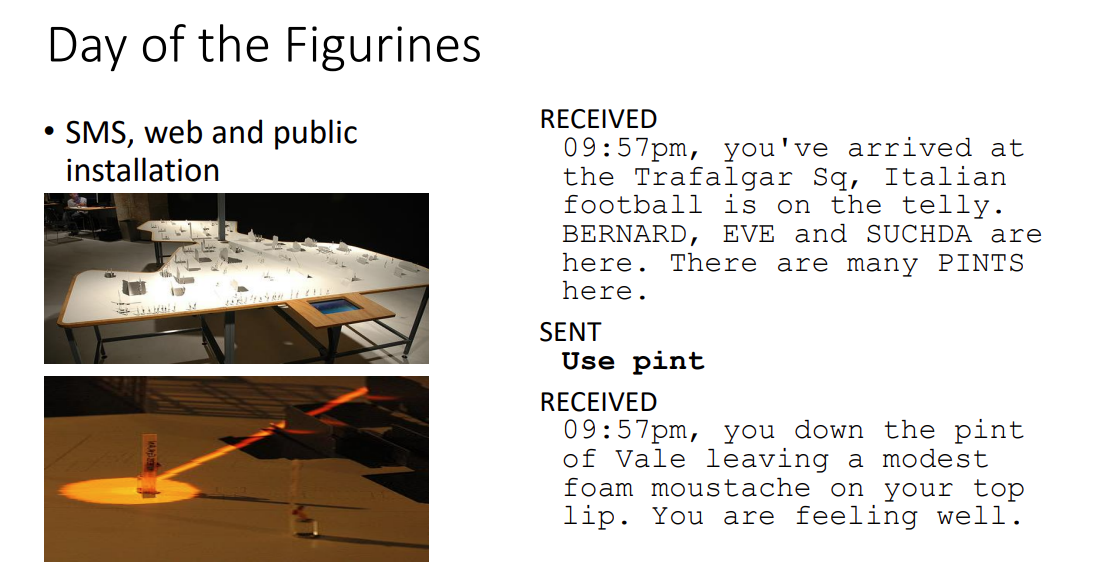 Day of the Figurines
• SMS, web and public
installation
RECEIVED
09:57pm, you've arrived at
the Trafalgar Sq, Italian
football is on the telly.
BERNARD, EVE and SUCHDA are
here. There are many PINTS
here.
SENT
Use pint
RECEIVED
09:57pm, you down the pint
of Vale leaving a modest
foam moustache on your top
lip. You are feeling well.